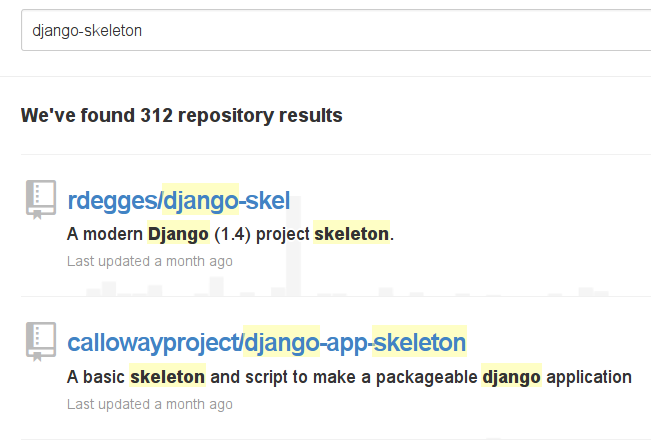 django-skeleton
We've found 312 repository results
rdegges/django-skel
A modern Django (1.4) project skeleton.
Last updated a month ago
callowayproject/django-app-skeleton
A basic skeleton and script to make a packageable django application
Last updated a month ago